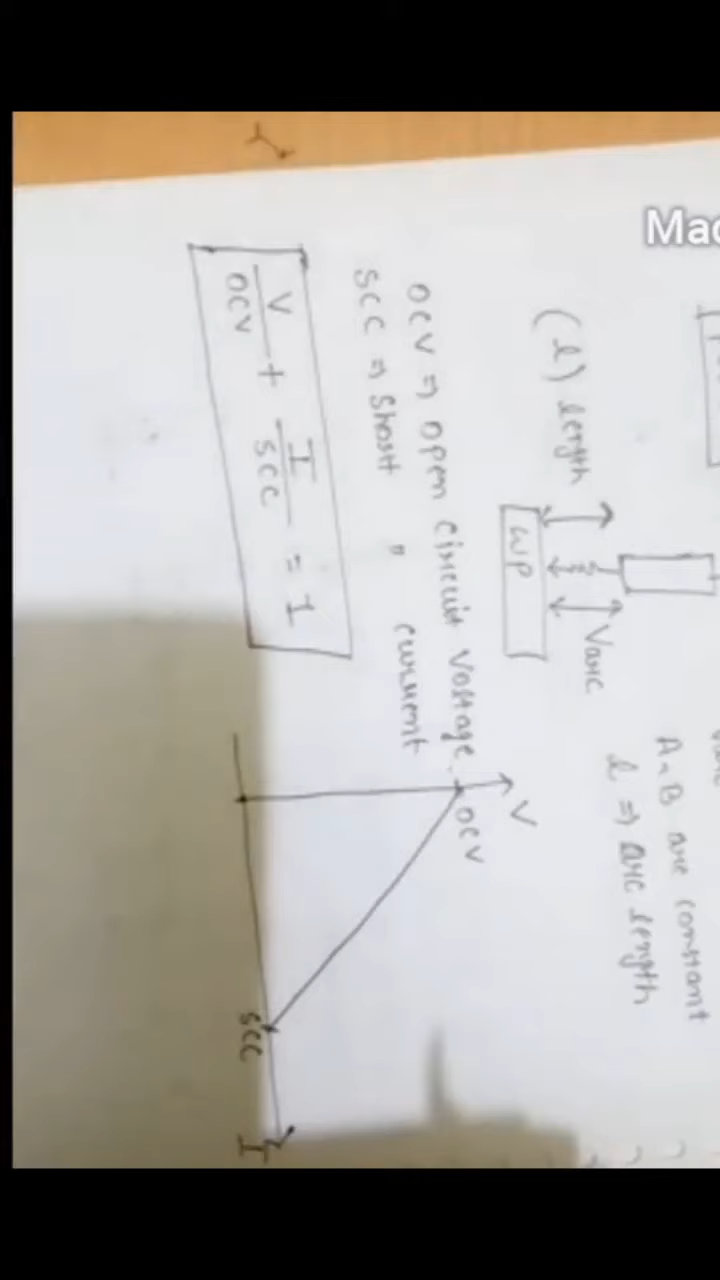 Mad
(l) length
WP
Varc
A, B are constant
l ⇒ arc length
OCV ⇒ open circuit voltage.
SCC ⇒ short " current
V/OCV + I/SCC = 1
V
OCV
SCC
I